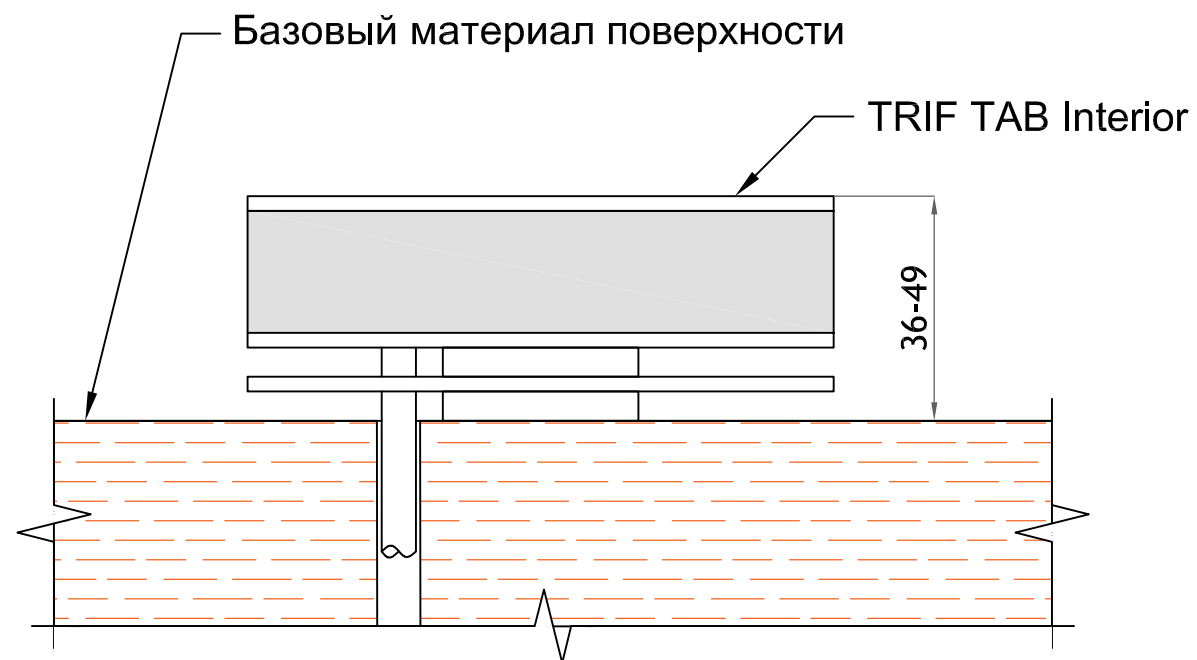 Базовый материал поверхности
TRIF TAB Interior
36-49